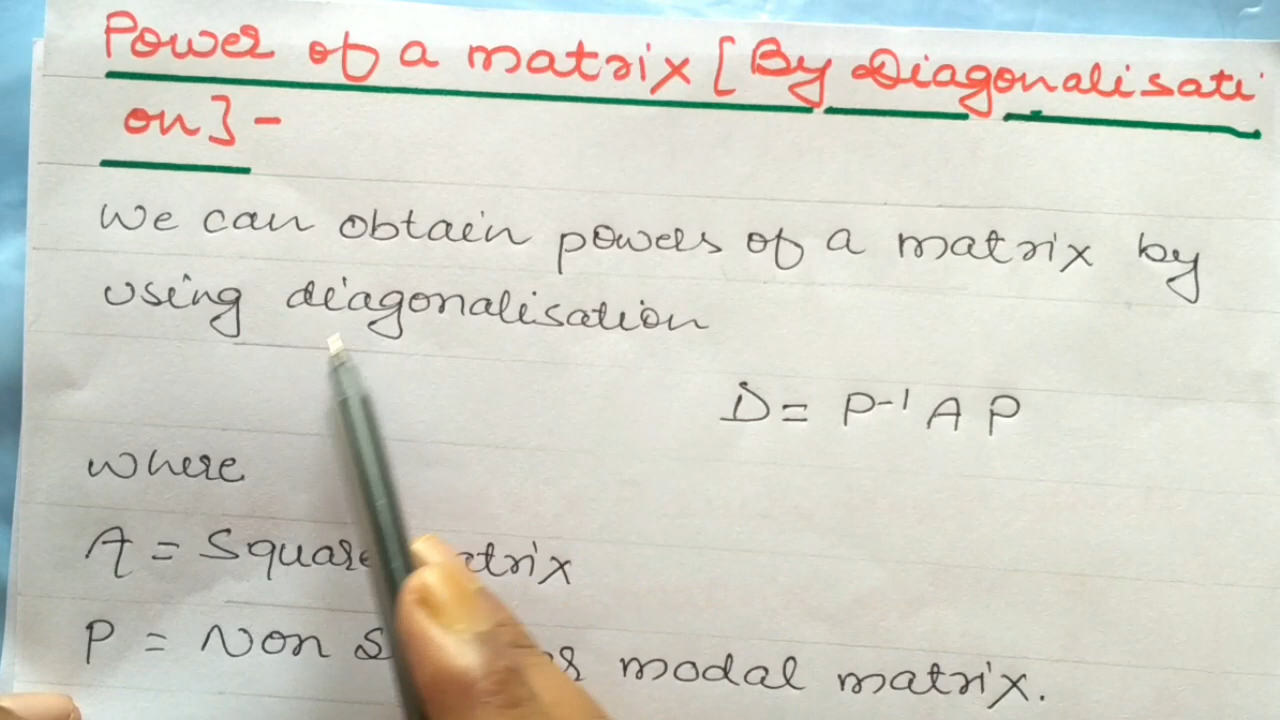 Power of a matrix [By Diagonalisati
on] -
We can obtain powers of a matrix by
using diagonalisation
D = P-1 A P
where
A = Square matrix
P = Non modal matrix.